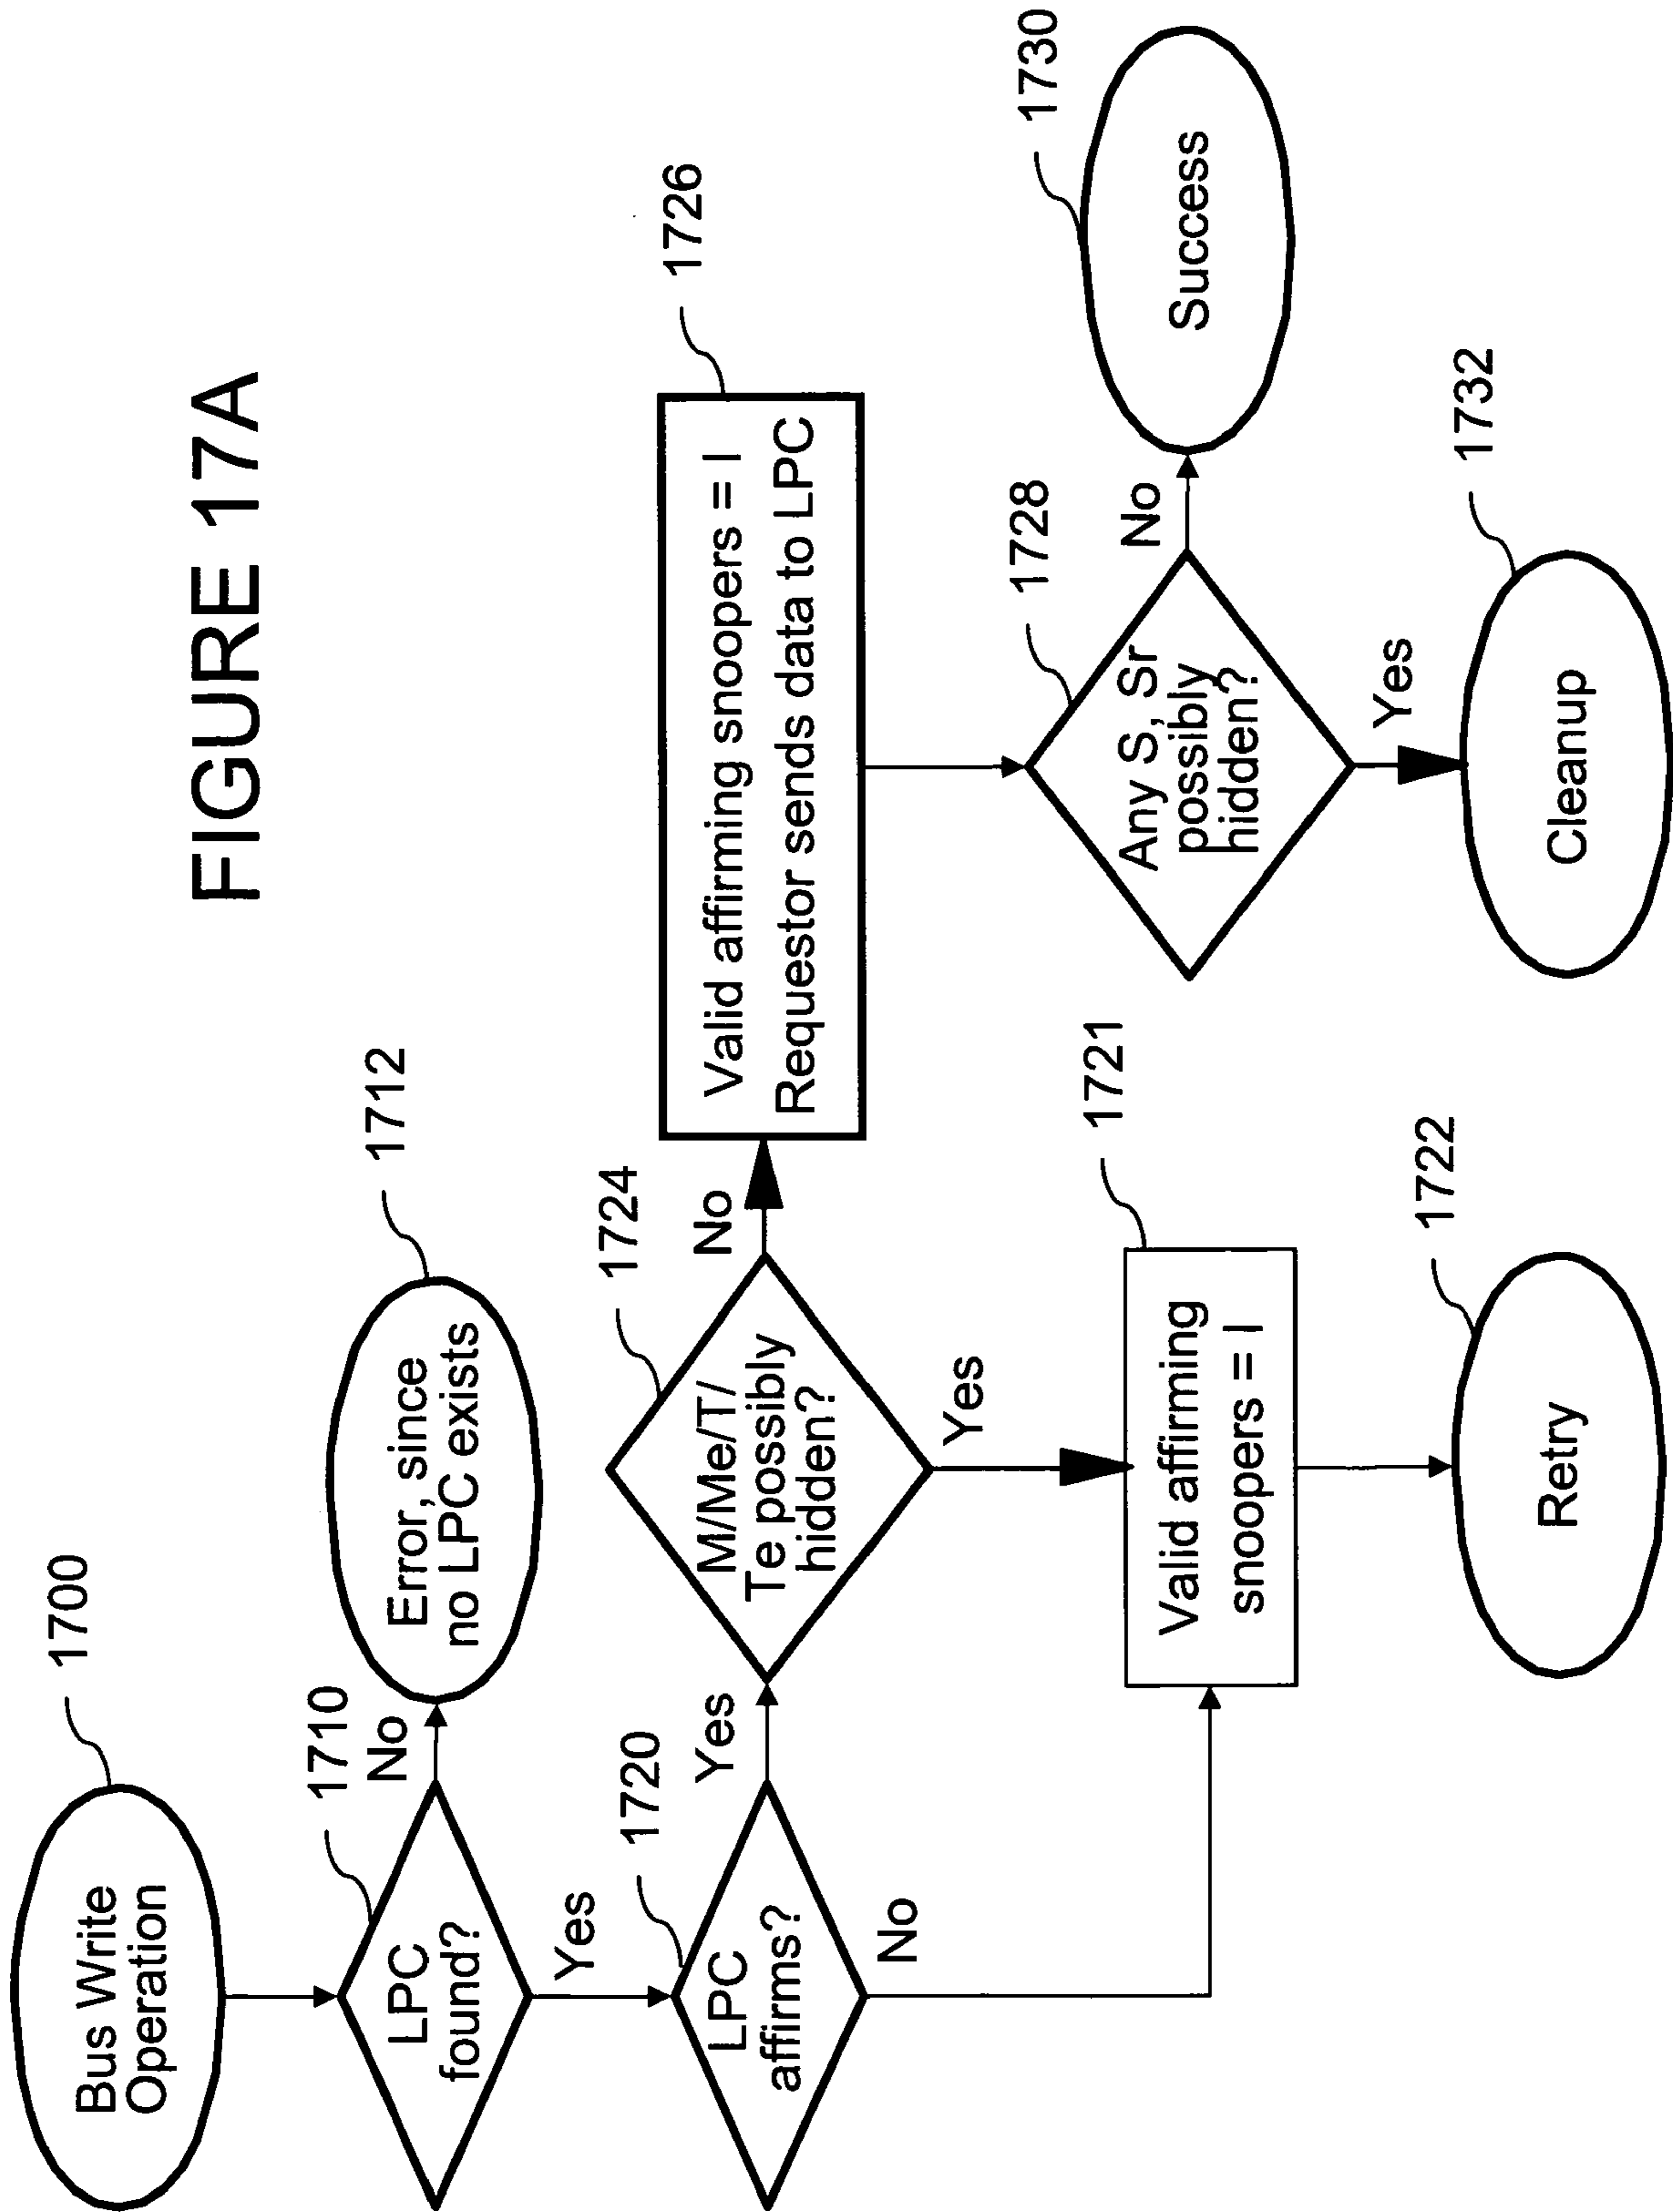 FIGURE 17A
1700
Bus Write
Operation
1710
LPC
found?
No
1712
Error, since
no LPC exists
Yes
1720
LPC
affirms?
Yes
No
1724
M/Me/T/
Te possibly
hidden?
No
Yes
1726
Valid affirming snoopers = I
Requestor sends data to LPC
1721
Valid affirming
snoopers = I
1722
Retry
1728
Any S, Sr
possibly
hidden?
No
1730
Success
Yes
1732
Cleanup